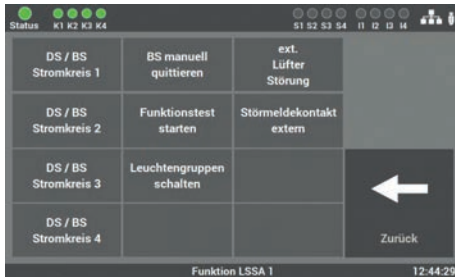 Status K1 K2 K3 K4 S1 S2 S3 S4 I1 I2 I3 I4
DS / BS
Stromkreis 1
BS manuell
quittieren
ext.
Lüfter
Störung
DS / BS
Stromkreis 2
Funktionstest
starten
Störmeldekontakt
extern
DS / BS
Stromkreis 3
Leuchtengruppen
schalten
DS / BS
Stromkreis 4
Zurück
Funktion LSSA 1 12:44:29